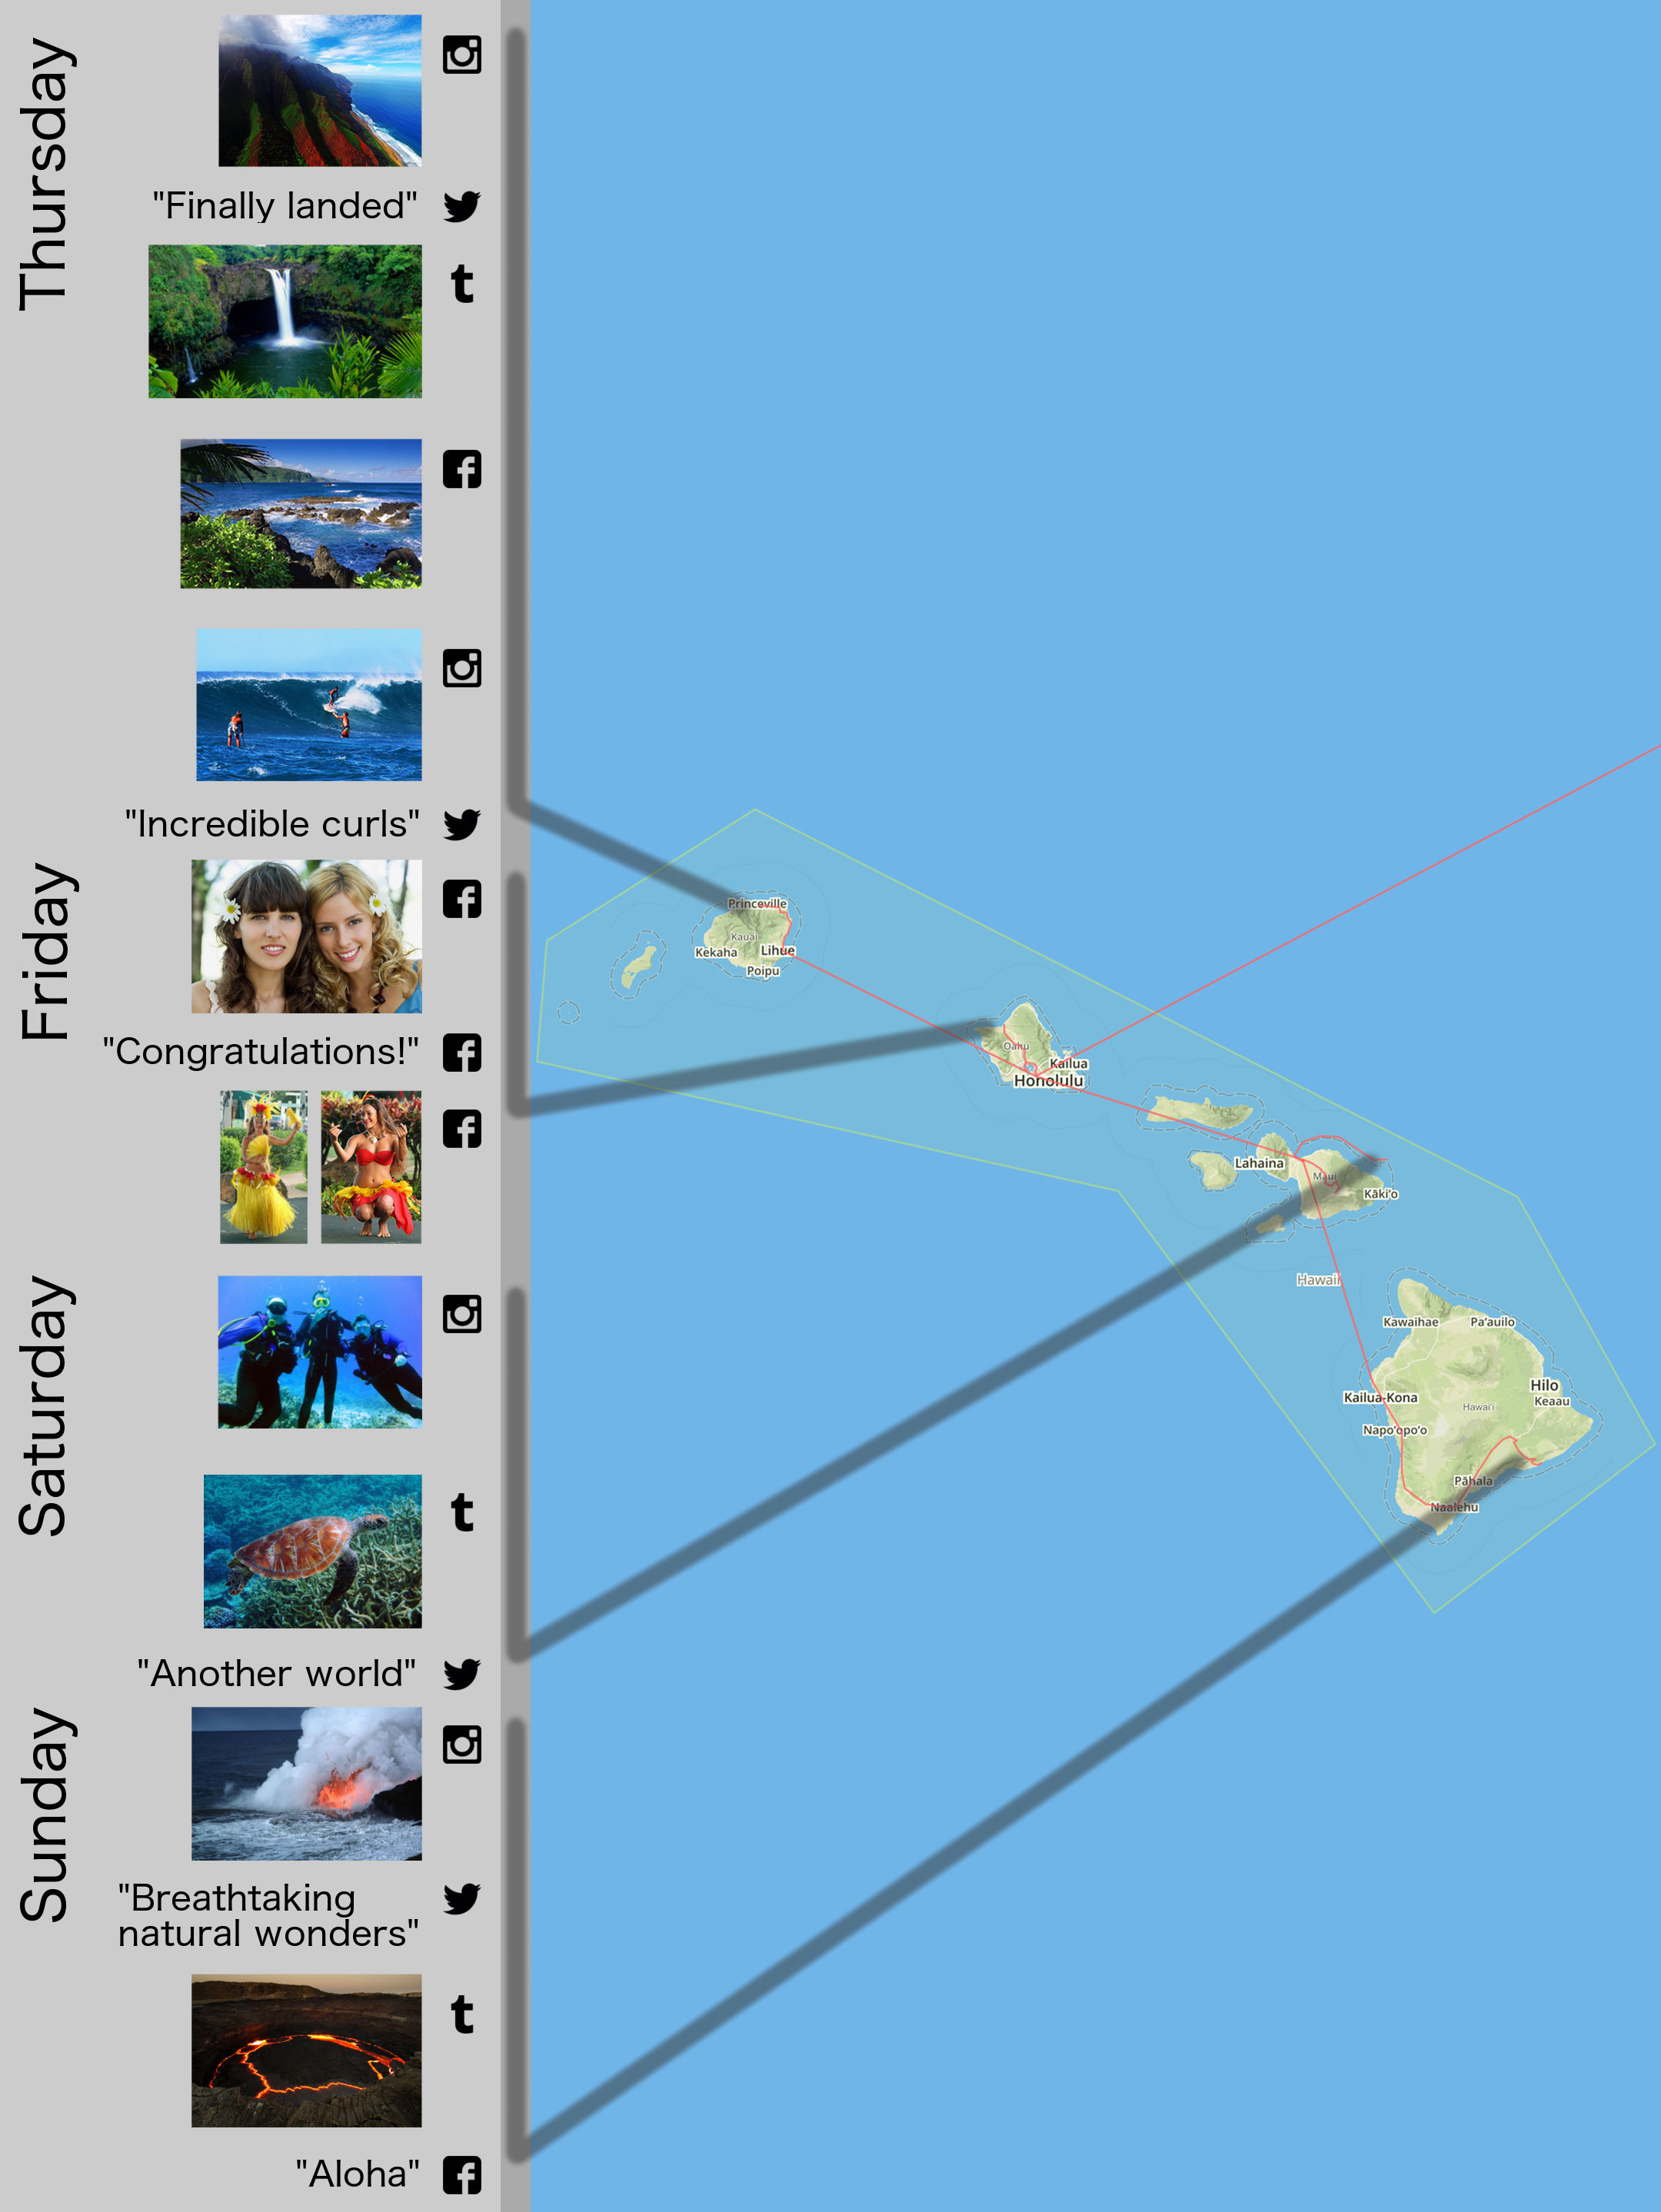 Thursday
"Finally landed"
t
"Incredible curls"
Friday
"Congratulations!"
Saturday
t
"Another world"
Sunday
"Breathtaking
natural wonders"
t
"Aloha"
Princeville
Kauai
Kekaha
Lihue
Poipu
Oahu
Kailua
Honolulu
Lahaina
Maui
Kāki'o
Hawaii
Kawaihae
Pa'auilo
Hilo
Kailua-Kona
Keaau
Hawai'i
Napo'opo'o
Pāhala
Naalehu